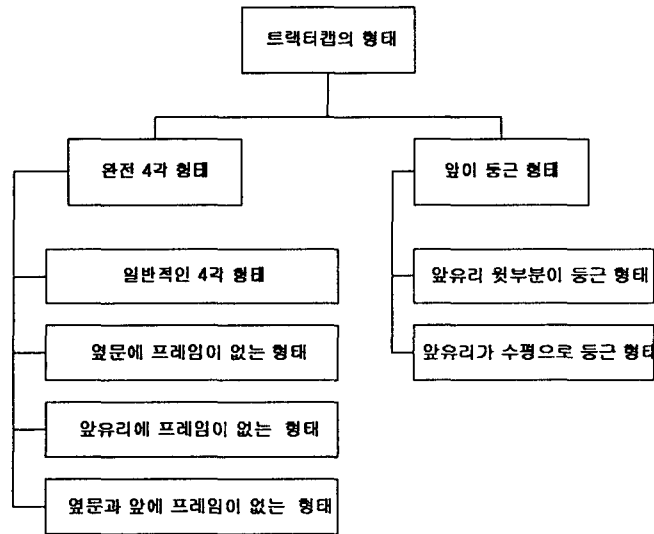 트랙터캡의 형태
완전 4각 형태
앞이 둥근 형태
일반적인 4각 형태
옆문에 프레임이 없는 형태
앞유리에 프레임이 없는 형태
옆문과 앞에 프레임이 없는 형태
앞유리 윗부분이 둥근 형태
앞유리가 수평으로 둥근 형태